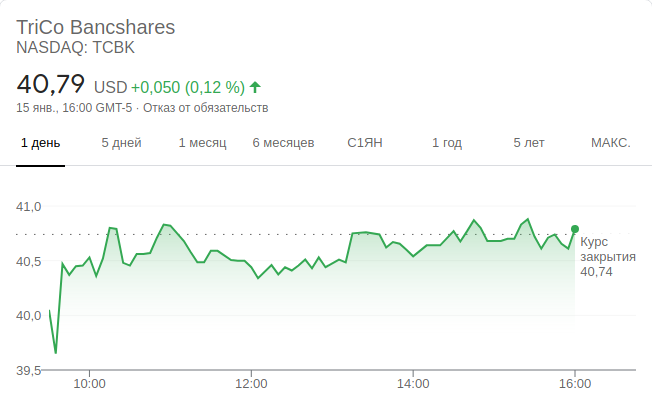 TriCo Bancshares
NASDAQ: TCBK
40,79 USD +0,050 (0,12 %)
15 янв., 16:00 GMT-5 · Отказ от обязательств
1 день 5 дней 1 месяц 6 месяцев С1ЯН 1 год 5 лет МАКС.
41,0
40,5
40,0
39,5
Курс
закрытия
40,74
10:00 12:00 14:00 16:00